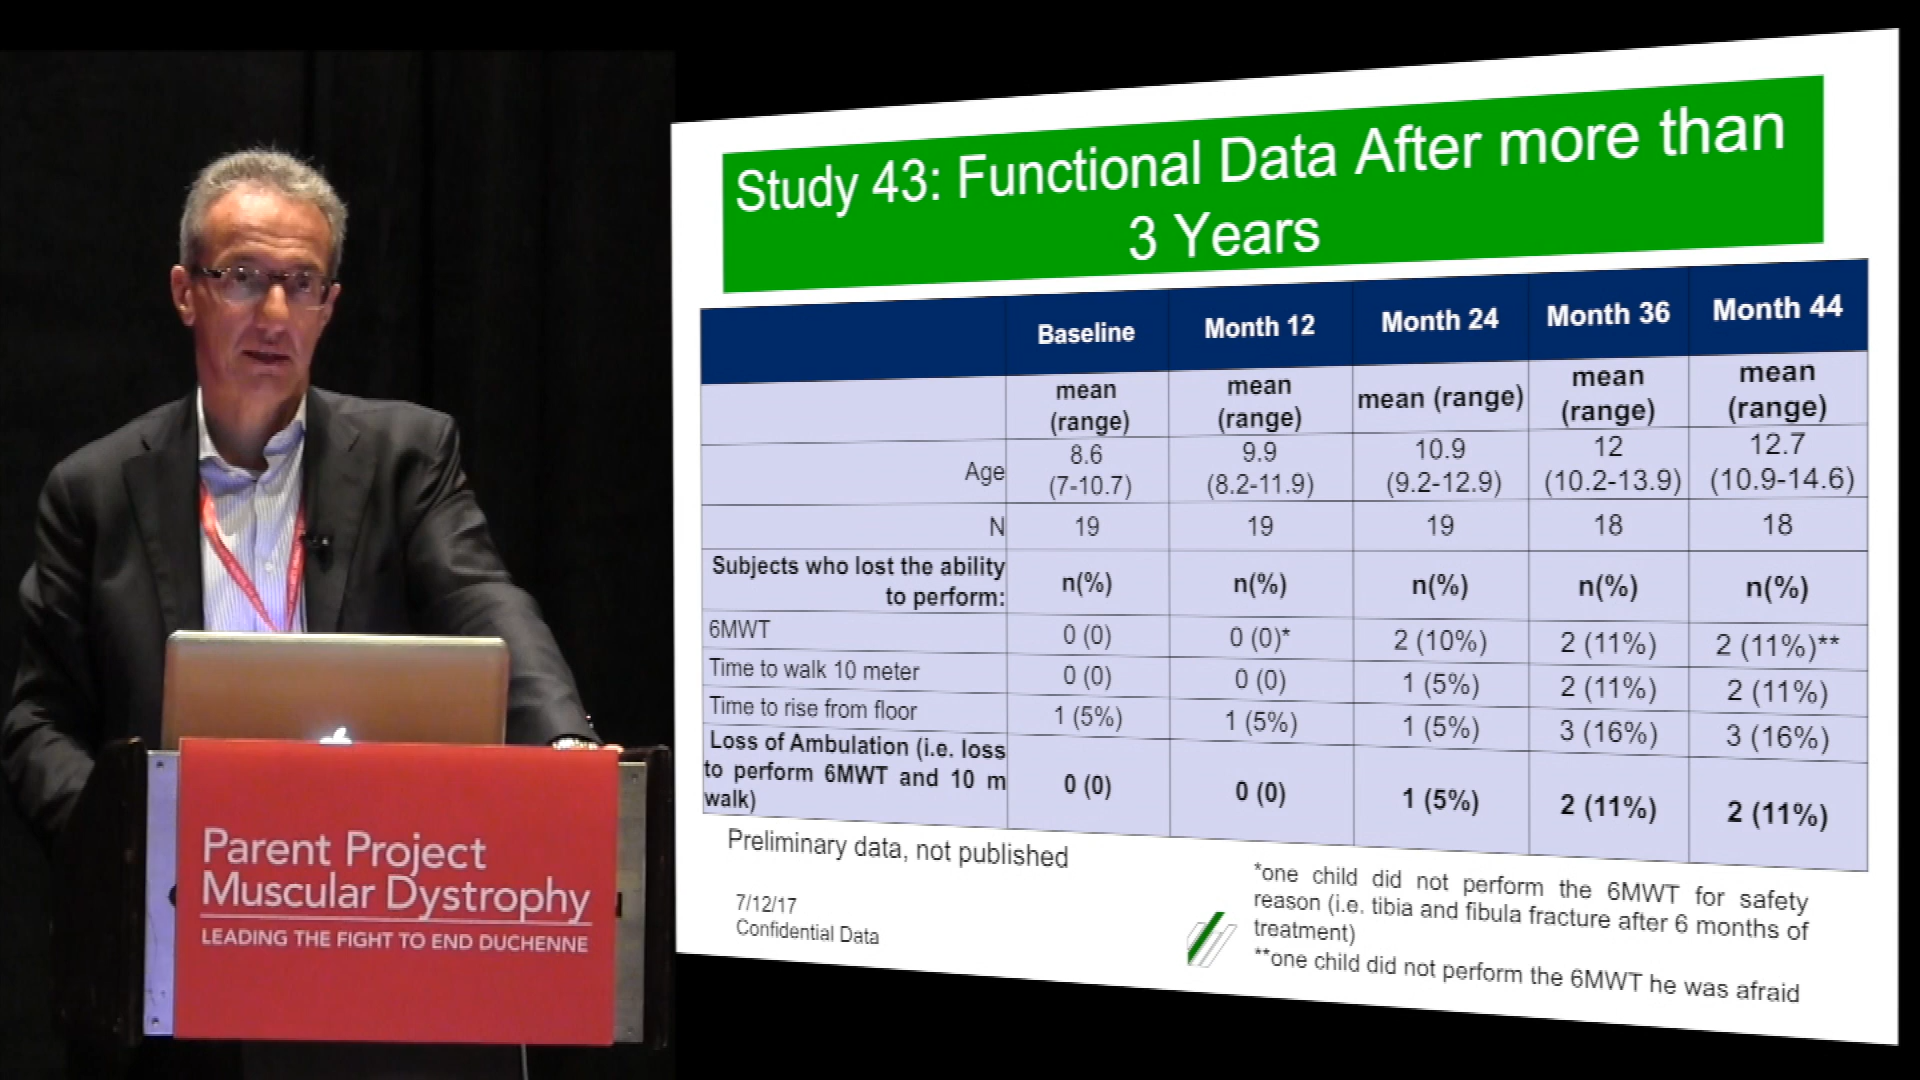 Study 43: Functional Data After more than
3 Years
Baseline Month 12 Month 24 Month 36 Month 44
mean (range) mean (range) mean (range) mean (range) mean (range)
Age 8.6 (7-10.7) 9.9 (8.2-11.9) 10.9 (9.2-12.9) 12 (10.2-13.9) 12.7 (10.9-14.6)
N 19 19 19 18 18
Subjects who lost the ability to perform: n(%) n(%) n(%) n(%) n(%)
6MWT 0 (0) 0 (0)* 2 (10%) 2 (11%) 2 (11%)**
Time to walk 10 meter 0 (0) 0 (0) 1 (5%) 2 (11%) 2 (11%)
Time to rise from floor 1 (5%) 1 (5%) 1 (5%) 3 (16%) 3 (16%)
Loss of Ambulation (i.e. loss to perform 6MWT and 10 m walk) 0 (0) 0 (0) 1 (5%) 2 (11%) 2 (11%)
Preliminary data, not published
7/12/17
Confidential Data
*one child did not perform the 6MWT for safety
reason (i.e. tibia and fibula fracture after 6 months of
treatment)
**one child did not perform the 6MWT he was afraid
Parent Project
Muscular Dystrophy
LEADING THE FIGHT TO END DUCHENNE